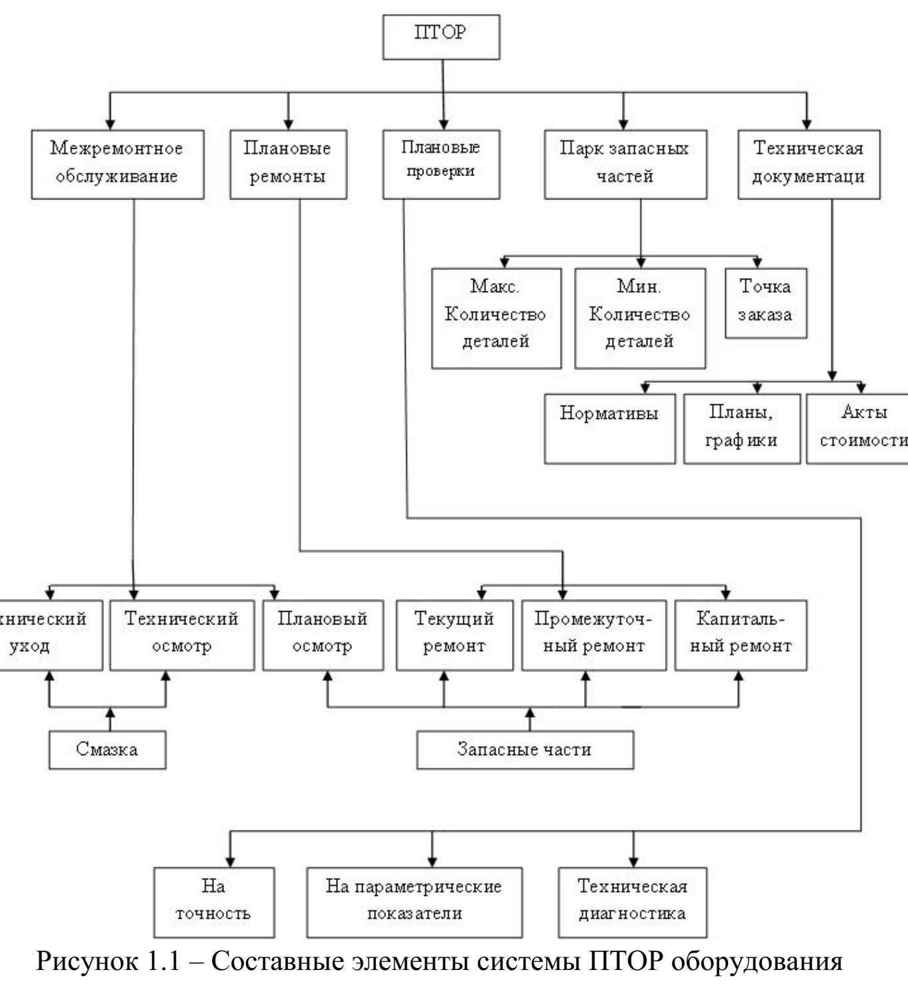 ПТОР
Межремонтное
обслуживание
Плановые
ремонты
Плановые
проверки
Парк запасных
частей
Техническая
документаци
Макс.
Количество
деталей
Мин.
Количество
деталей
Точка
заказа
Нормативы
Планы,
графики
Акты
стоимости
хнический
уход
Технический
осмотр
Плановый
осмотр
Текущий
ремонт
Промежуточ-
ный ремонт
Капиталь-
ный ремонт
Смазка
Запасные части
На
точность
На параметрические
показатели
Техническая
диагностика
Рисунок 1.1 – Составные элементы системы ПТОР оборудования